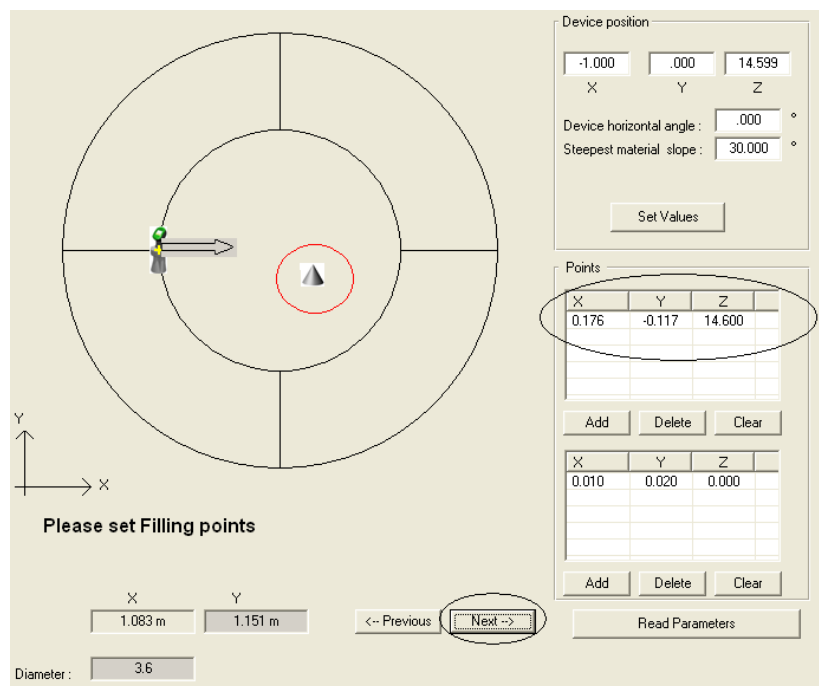 Device position
-1.000 .000 14.599
X Y Z
Device horizontal angle : .000 °
Steepest material slope : 30.000 °
Set Values
Points
X Y Z
0.176 -0.117 14.600
Add Delete Clear
X Y Z
0.010 0.020 0.000
Add Delete Clear
Read Parameters
Y
X
Please set Filling points
X Y
1.083 m 1.151 m
<-- Previous Next -->
Diameter : 3.6